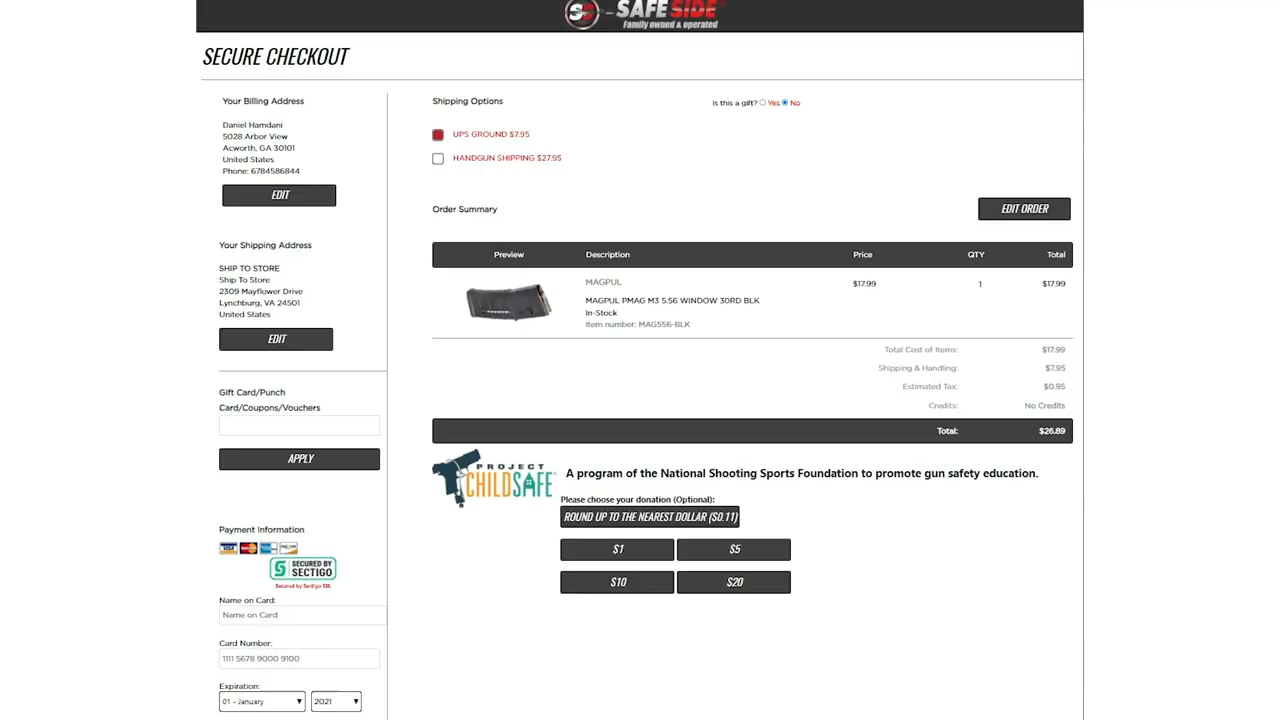 SAFE SIDE
Family owned & operated
SECURE CHECKOUT
Your Billing Address
Daniel Hamdani
5028 Arbor View
Acworth, GA 30101
United States
Phone: 6784586844
EDIT
Your Shipping Address
SHIP TO STORE
Ship To Store
2309 Mayflower Drive
Lynchburg, VA 24501
United States
EDIT
Gift Card/Punch
Card/Coupons/Vouchers
APPLY
Payment Information
VISA
SECURED BY
SECTIGO
Secured by Sectigo SSL
Name on Card:
Name on Card
Card Number:
1111 5678 9000 9100
Expiration:
01 - January 2021
Shipping Options
Is this a gift? Yes No
UPS GROUND $7.95
HANDGUN SHIPPING $27.95
Order Summary
EDIT ORDER
Preview Description Price QTY Total
MAGPUL $17.99 1 $17.99
MAGPUL PMAG M3 5.56 WINDOW 30RD BLK
In-Stock
Item number: MAG556-BLK
Total Cost of Items: $17.99
Shipping & Handling: $7.95
Estimated Tax: $0.95
Credits: No Credits
Total: $26.89
PROJECT
CHILDSAFE
A program of the National Shooting Sports Foundation to promote gun safety education.
Please choose your donation (Optional):
ROUND UP TO THE NEAREST DOLLAR ($0.11)
$1 $5
$10 $20